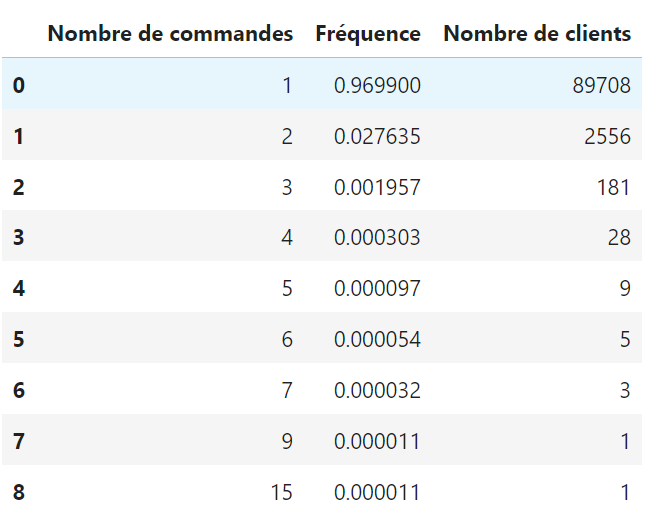 Nombre de commandes Fréquence Nombre de clients
0 1 0.969900 89708
1 2 0.027635 2556
2 3 0.001957 181
3 4 0.000303 28
4 5 0.000097 9
5 6 0.000054 5
6 7 0.000032 3
7 9 0.000011 1
8 15 0.000011 1